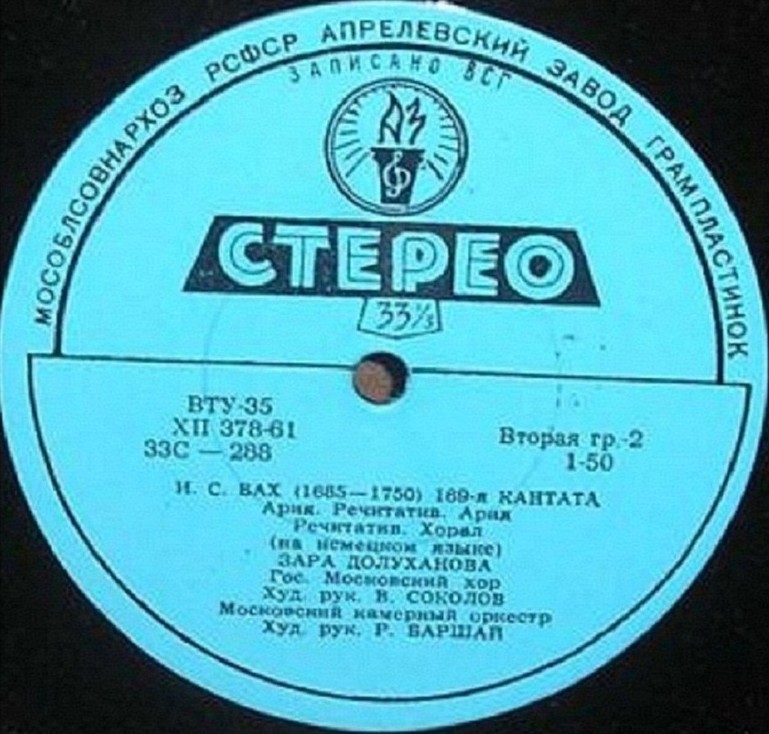 МОСОБЛСОВНАРХОЗ РСФСР АПРЕЛЕВСКИЙ ЗАВОД ГРАМПЛАСТИНОК
ЗАПИСАНО ВСГ
АЗ
СТЕРЕО
33⅓
ВТУ-35
ХП 378-61
33С — 288
Вторая гр.-2
1-50
И. С. БАХ (1685—1750) 169-я КАНТАТА
Ария. Речитатив. Ария
Речитатив. Хорал
(на немецком языке)
ЗАРА ДОЛУХАНОВА
Гос. Московский хор
Худ. рук. В. СОКОЛОВ
Московский камерный оркестр
Худ. рук. Р. БАРШАЙ